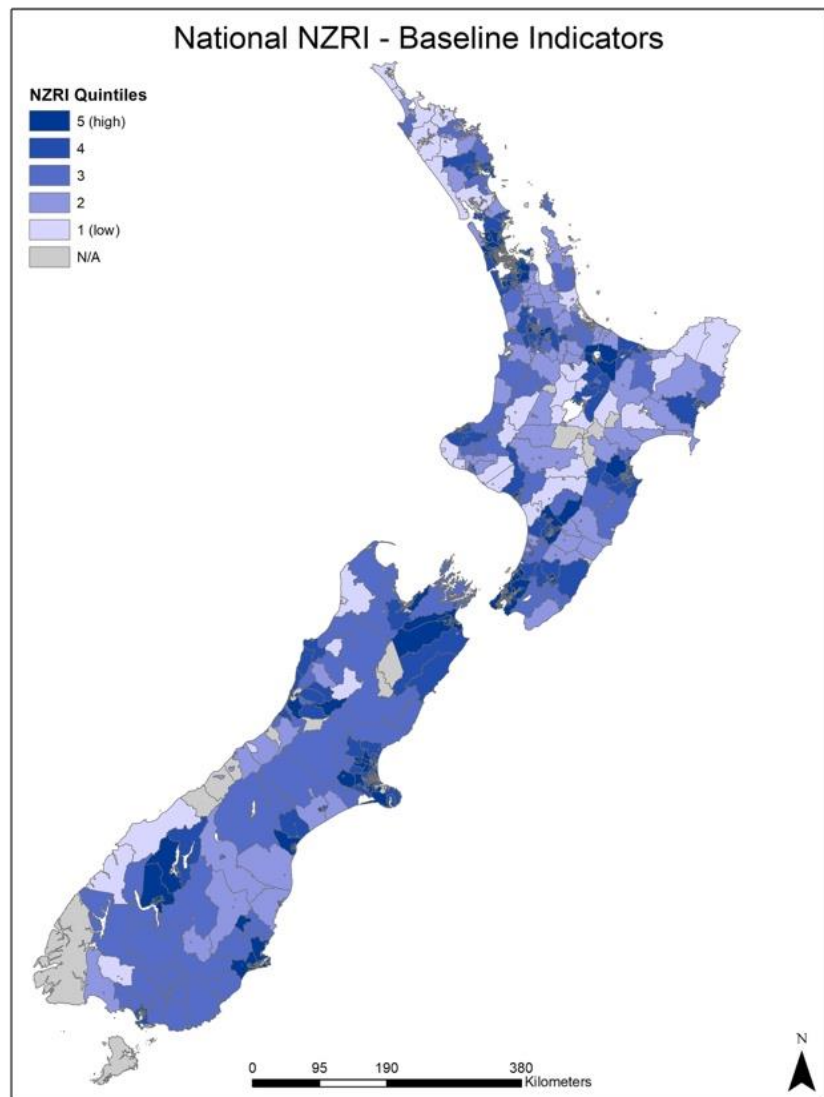 National NZRI - Baseline Indicators
NZRI Quintiles
5 (high)
4
3
2
1 (low)
N/A
N
0 95 190 380
Kilometers